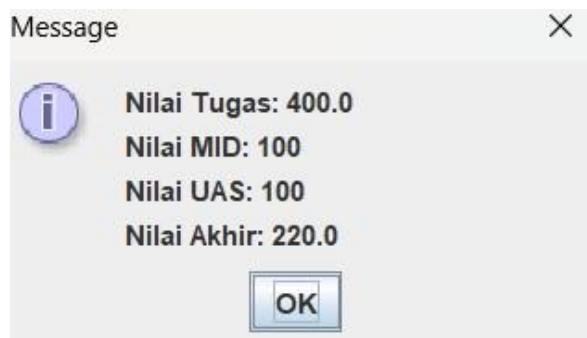 Message
Nilai Tugas: 400.0
Nilai MID: 100
Nilai UAS: 100
Nilai Akhir: 220.0
OK